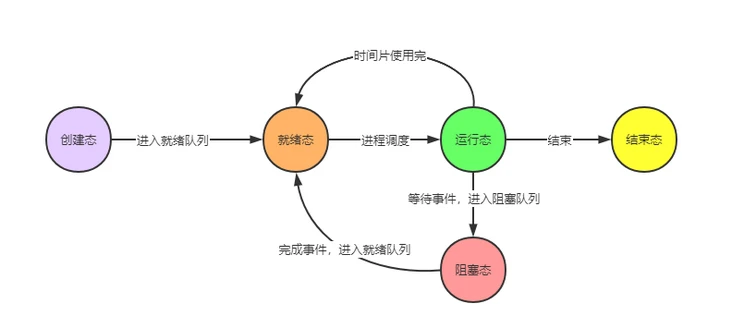 时间片使用完
创建态
进入就绪队列
就绪态
进程调度
运行态
结束
结束态
等待事件，进入阻塞队列
完成事件，进入就绪队列
阻塞态